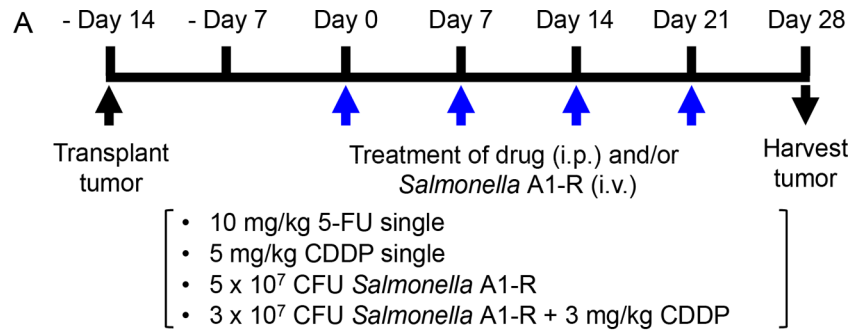 A
- Day 14 - Day 7 Day 0 Day 7 Day 14 Day 21 Day 28
Transplant tumor
Treatment of drug (i.p.) and/or Salmonella A1-R (i.v.)
Harvest tumor
• 10 mg/kg 5-FU single
• 5 mg/kg CDDP single
• 5 x 10⁷ CFU Salmonella A1-R
• 3 x 10⁷ CFU Salmonella A1-R + 3 mg/kg CDDP